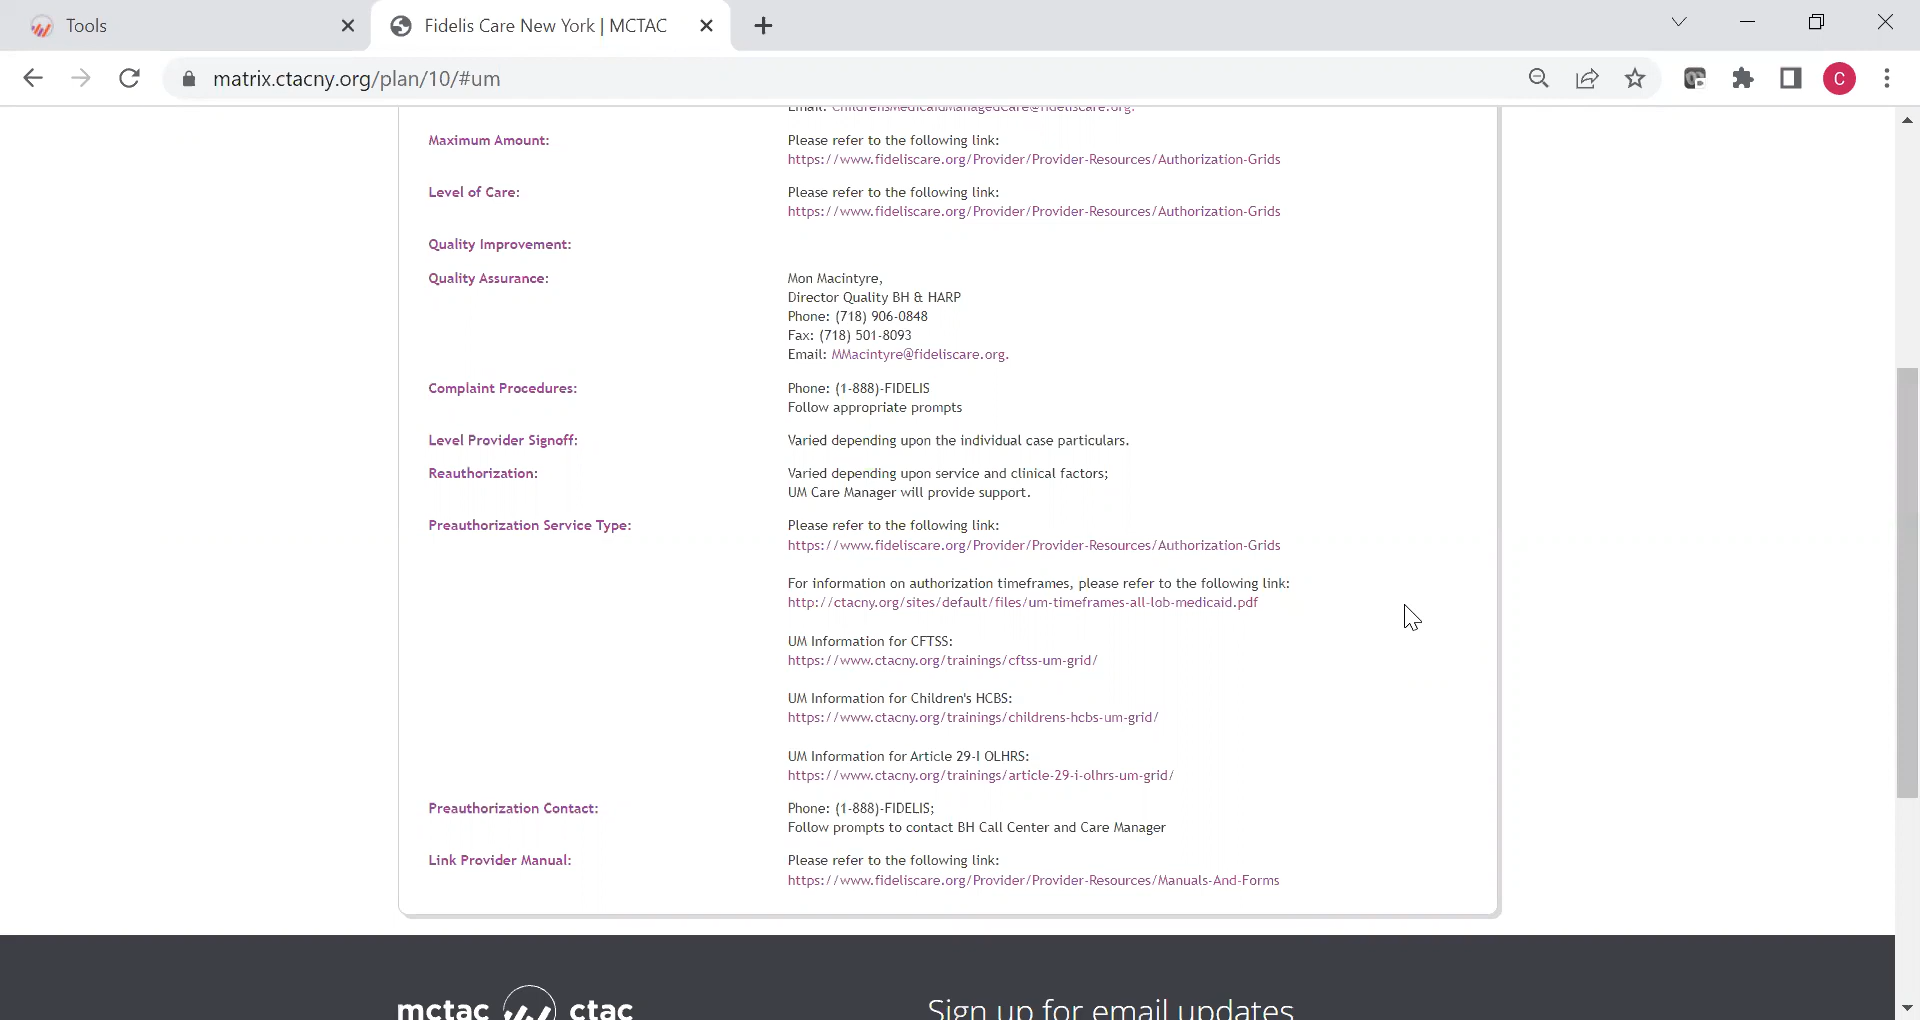 Tools
Fidelis Care New York | MCTAC
matrix.ctacny.org/plan/10/#um
C
Email: ChildrensMedicaidManagedCare@fideliscare.org.
Maximum Amount:
Please refer to the following link:
https://www.fideliscare.org/Provider/Provider-Resources/Authorization-Grids
Level of Care:
Please refer to the following link:
https://www.fideliscare.org/Provider/Provider-Resources/Authorization-Grids
Quality Improvement:
Quality Assurance:
Mon Macintyre,
Director Quality BH & HARP
Phone: (718) 906-0848
Fax: (718) 501-8093
Email: MMacintyre@fideliscare.org.
Complaint Procedures:
Phone: (1-888)-FIDELIS
Follow appropriate prompts
Level Provider Signoff:
Varied depending upon the individual case particulars.
Reauthorization:
Varied depending upon service and clinical factors;
UM Care Manager will provide support.
Preauthorization Service Type:
Please refer to the following link:
https://www.fideliscare.org/Provider/Provider-Resources/Authorization-Grids
For information on authorization timeframes, please refer to the following link:
http://ctacny.org/sites/default/files/um-timeframes-all-lob-medicaid.pdf
UM Information for CFTSS:
https://www.ctacny.org/trainings/cftss-um-grid/
UM Information for Children's HCBS:
https://www.ctacny.org/trainings/childrens-hcbs-um-grid/
UM Information for Article 29-I OLHRS:
https://www.ctacny.org/trainings/article-29-i-olhrs-um-grid/
Preauthorization Contact:
Phone: (1-888)-FIDELIS;
Follow prompts to contact BH Call Center and Care Manager
Link Provider Manual:
Please refer to the following link:
https://www.fideliscare.org/Provider/Provider-Resources/Manuals-And-Forms
mctac ctac
Sign up for email updates